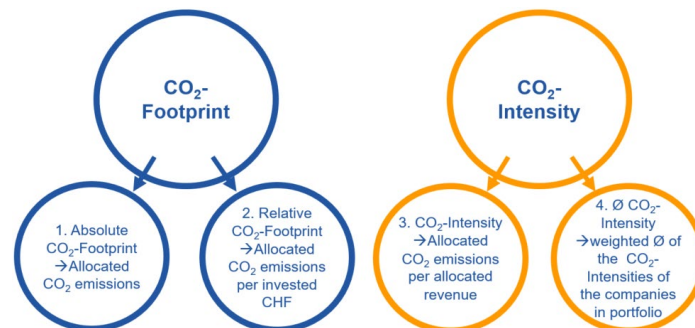 CO₂-
Footprint
CO₂-
Intensity
1. Absolute
CO₂-Footprint
→Allocated
CO₂ emissions
2. Relative
CO₂-Footprint→
Allocated
CO₂ emissions
per invested
CHF
3. CO₂-Intensity
→Allocated
CO₂ emissions
per allocated
revenue
4. Ø CO₂-
Intensity
→weighted Ø of
the CO₂-
Intensities of
the companies
in portfolio